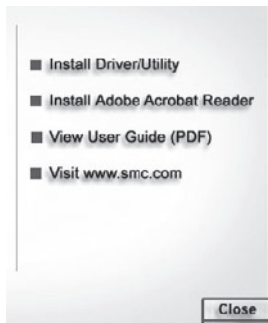 Install Driver/Utility
Install Adobe Acrobat Reader
View User Guide (PDF)
Visit www.smc.com
Close